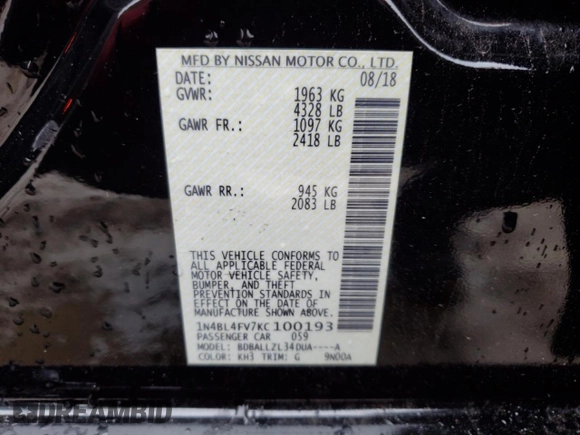 MFD BY NISSAN MOTOR CO., LTD.
DATE: 08/18
GVWR: 1963 KG
4328 LB
GAWR FR.: 1097 KG
2418 LB
GAWR RR.: 945 KG
2083 LB
THIS VEHICLE CONFORMS TO
ALL APPLICABLE FEDERAL
MOTOR VEHICLE SAFETY,
BUMPER, AND THEFT
PREVENTION STANDARDS
IN EFFECT ON THE DATE OF
MANUFACTURE SHOWN ABOVE.
1N4BL4FV7KC100193
PASSENGER CAR 059
MODEL: BDBALLZL34DUA----A
COLOR: KH3 TRIM: G 9N00A
DREAMBID